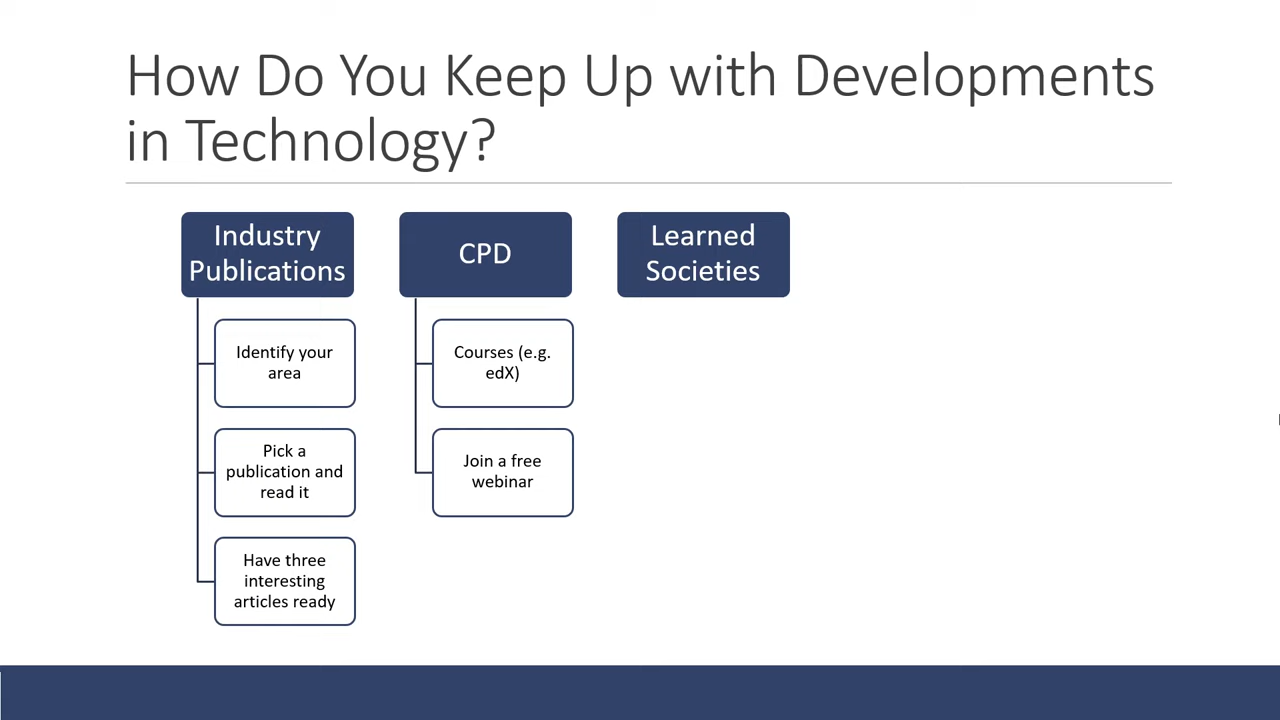 How Do You Keep Up with Developments
in Technology?
Industry
Publications
Identify your
area
Pick a
publication and
read it
Have three
interesting
articles ready
CPD
Courses (e.g.
edX)
Join a free
webinar
Learned
Societies